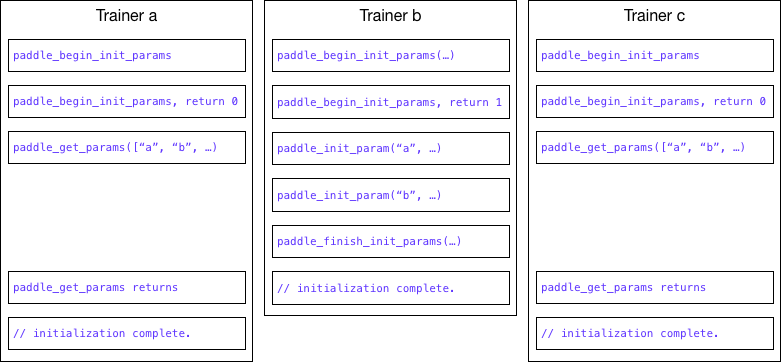 Trainer a
paddle_begin_init_params
paddle_begin_init_params, return 0
paddle_get_params([“a”, “b”, …)
paddle_get_params returns
// initialization complete.
Trainer b
paddle_begin_init_params(…)
paddle_begin_init_params, return 1
paddle_init_param(“a”, …)
paddle_init_param(“b”, …)
paddle_finish_init_params(…)
// initialization complete.
Trainer c
paddle_begin_init_params
paddle_begin_init_params, return 0
paddle_get_params([“a”, “b”, …)
paddle_get_params returns
// initialization complete.